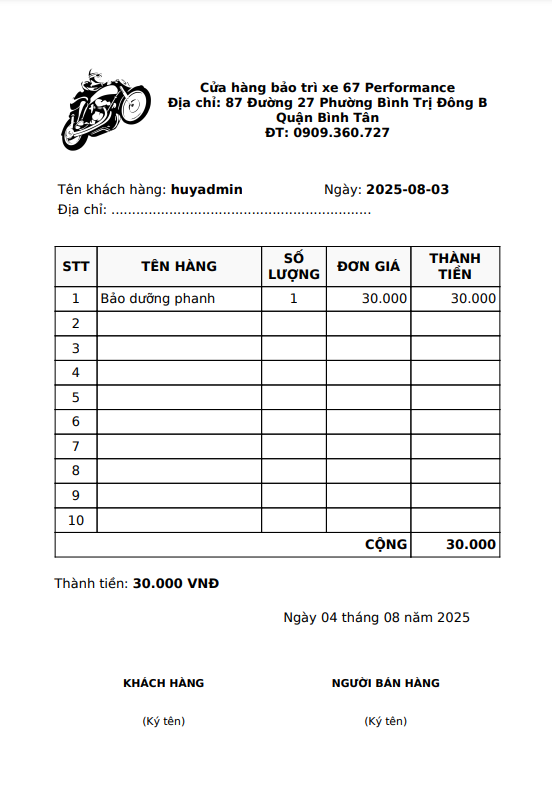 Cửa hàng bảo trì xe 67 Performance
Địa chỉ: 87 Đường 27 Phường Bình Trị Đông B
Quận Bình Tân
ĐT: 0909.360.727
Tên khách hàng: huyadmin Ngày: 2025-08-03
Địa chỉ: ...............................................................
STT TÊN HÀNG SỐ LƯỢNG ĐƠN GIÁ THÀNH TIỀN
1 Bảo dưỡng phanh 1 30.000 30.000
2
3
4
5
6
7
8
9
10
CỘNG 30.000
Thành tiền: 30.000 VNĐ
Ngày 04 tháng 08 năm 2025
KHÁCH HÀNG NGƯỜI BÁN HÀNG
(Ký tên) (Ký tên)